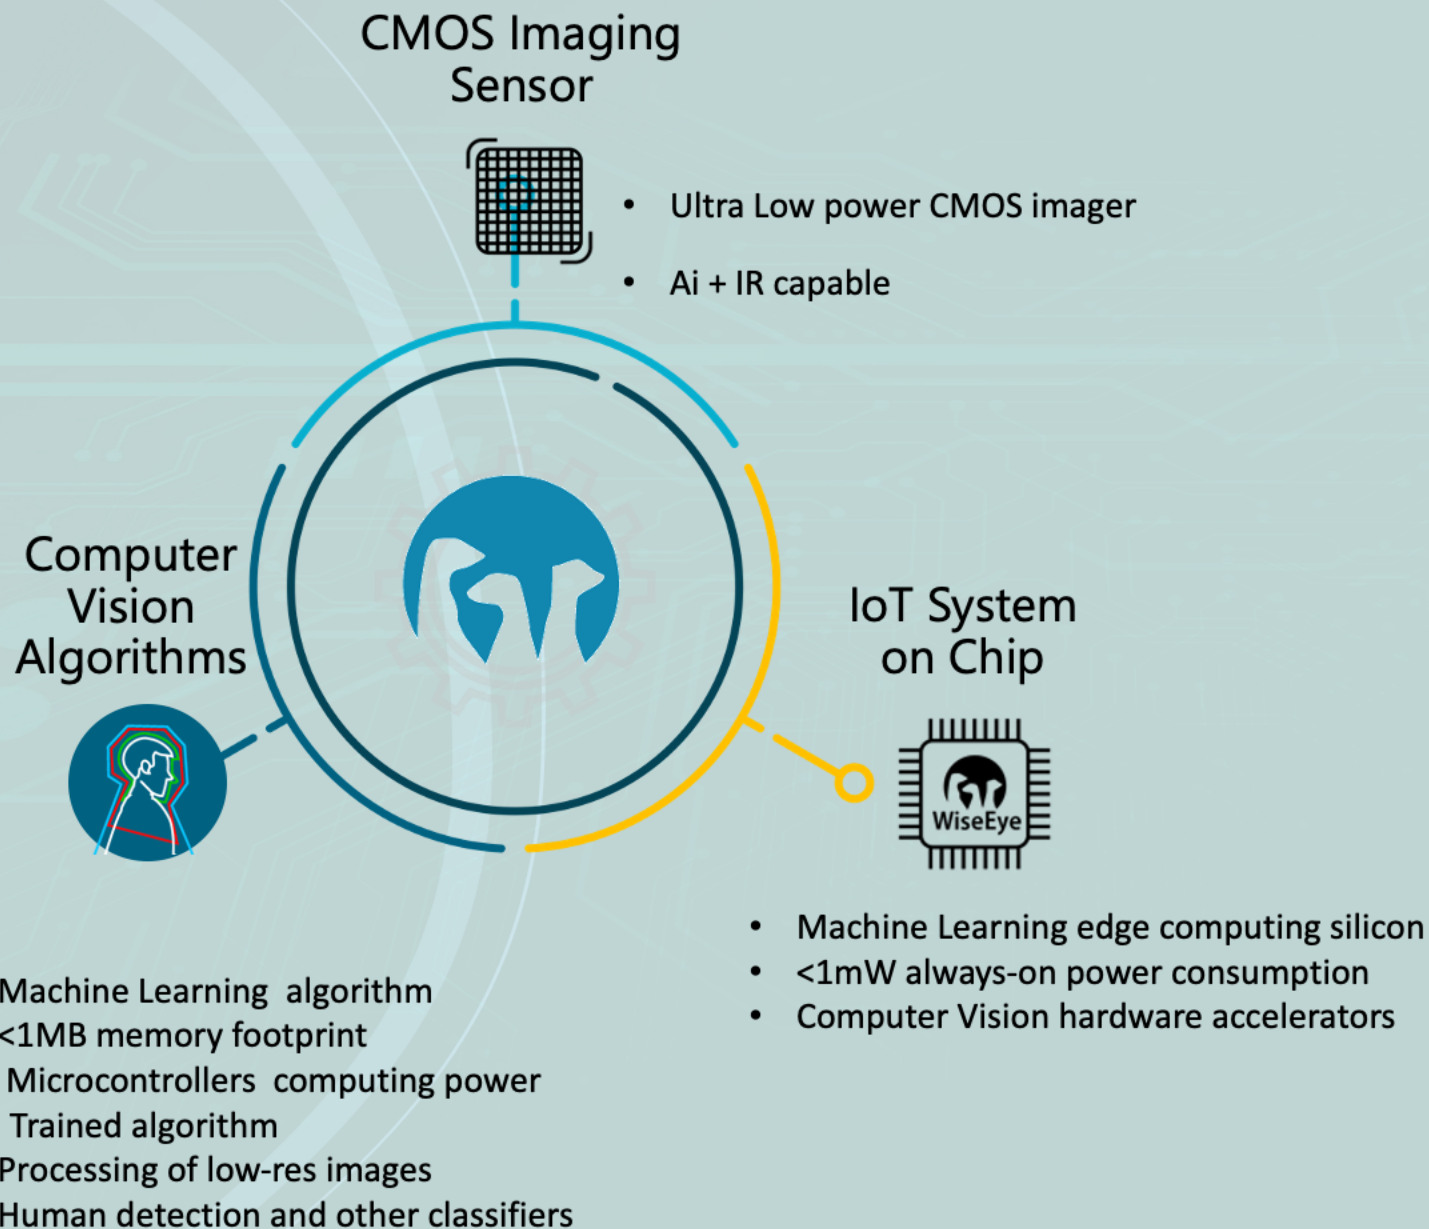 CMOS Imaging
Sensor
• Ultra Low power CMOS imager
• Ai + IR capable
Computer
Vision
Algorithms
IoT System
on Chip
WiseEye
• Machine Learning edge computing silicon
• <1mW always-on power consumption
• Computer Vision hardware accelerators
Machine Learning algorithm
<1MB memory footprint
Microcontrollers computing power
Trained algorithm
Processing of low-res images
Human detection and other classifiers